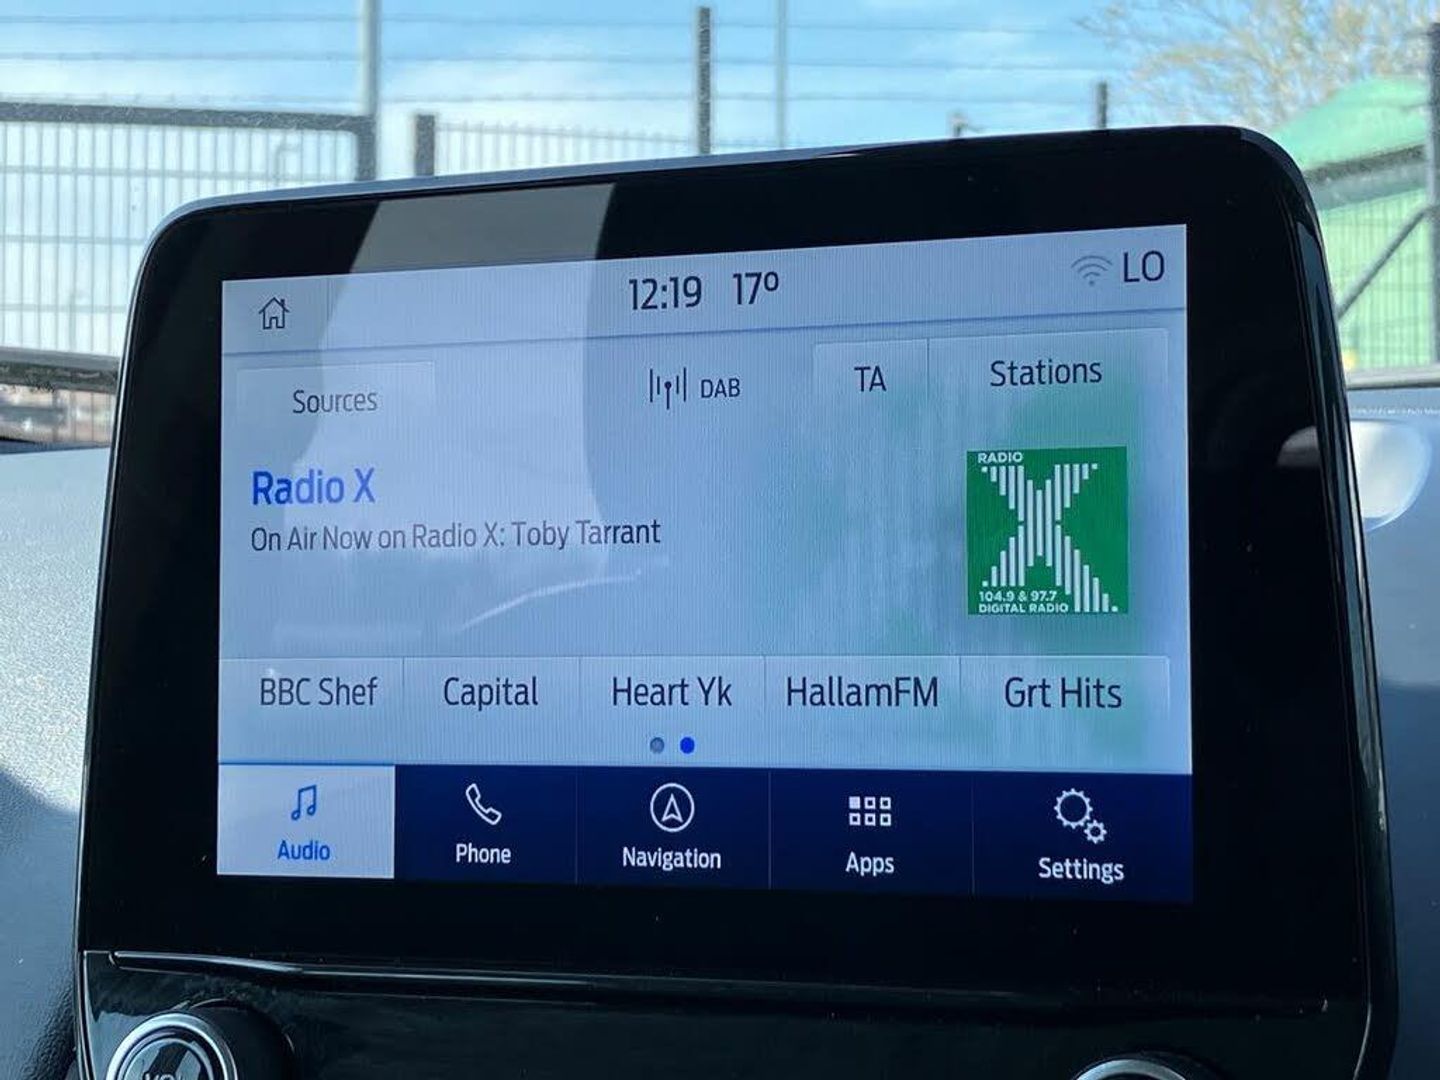 12:19 17º LO
Sources DAB TA Stations
Radio X
On Air Now on Radio X: Toby Tarrant
RADIO
X
104.9 & 97.7
DIGITAL RADIO
BBC Shef Capital Heart Yk HallamFM Grt Hits
Audio Phone Navigation Apps Settings